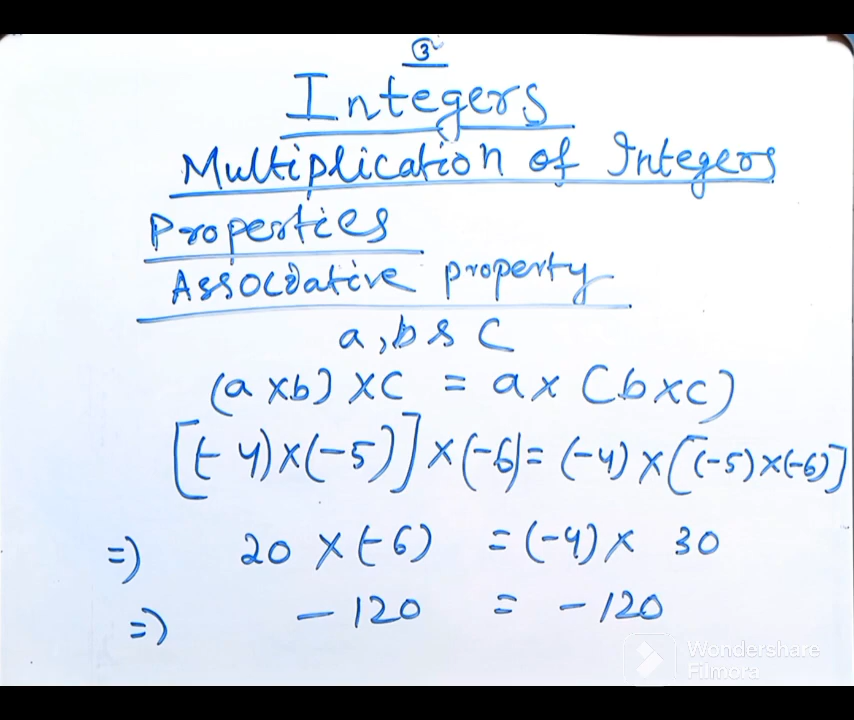 3
Integers
Multiplication of Integers
Properties
Associative property
a, b & c
(a × b) × c = a × (b × c)
[(-4) × (-5)] × (-6) = (-4) × [(-5) × (-6)]
=> 20 × (-6) = (-4) × 30
=> -120 = -120
Wondershare
Filmora